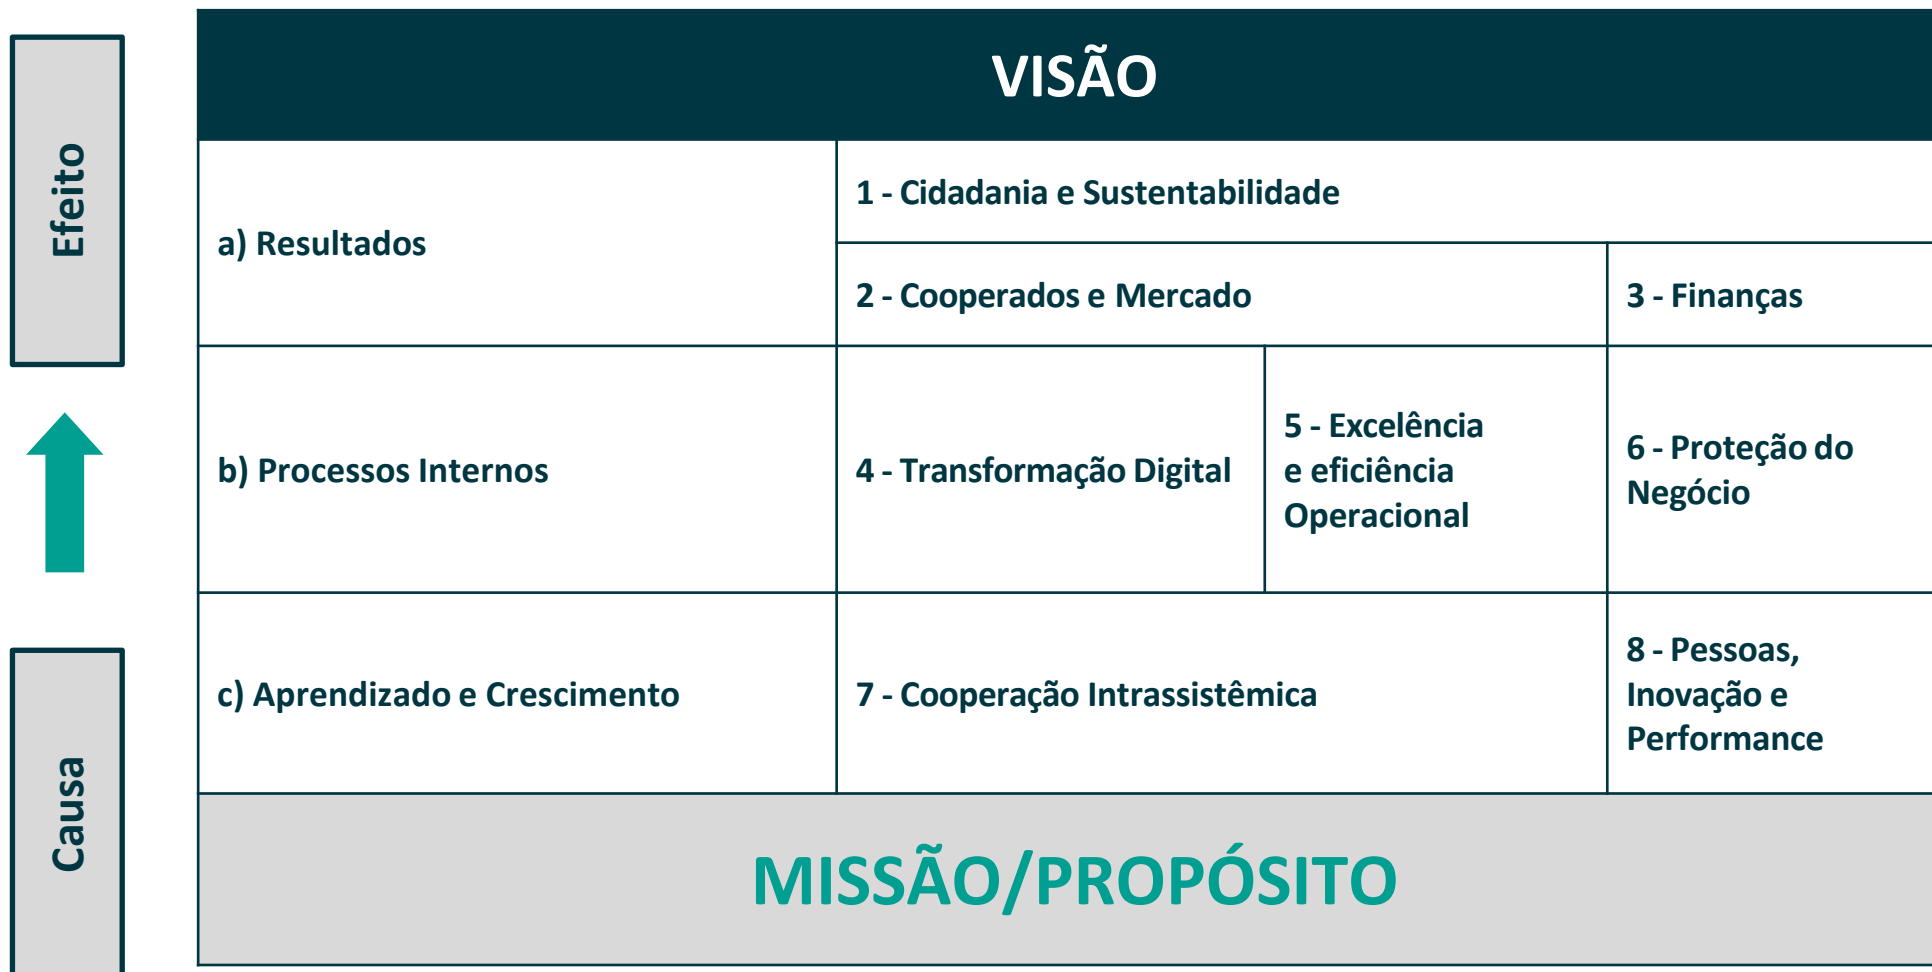 VISÃO
Efeito
a) Resultados
1 - Cidadania e Sustentabilidade
2 - Cooperados e Mercado
3 - Finanças
b) Processos Internos
4 - Transformação Digital
5 - Excelência
e eficiência
Operacional
6 - Proteção do
Negócio
Causa
c) Aprendizado e Crescimento
7 - Cooperação Intrassistêmica
8 - Pessoas,
Inovação e
Performance
MISSÃO/PROPÓSITO